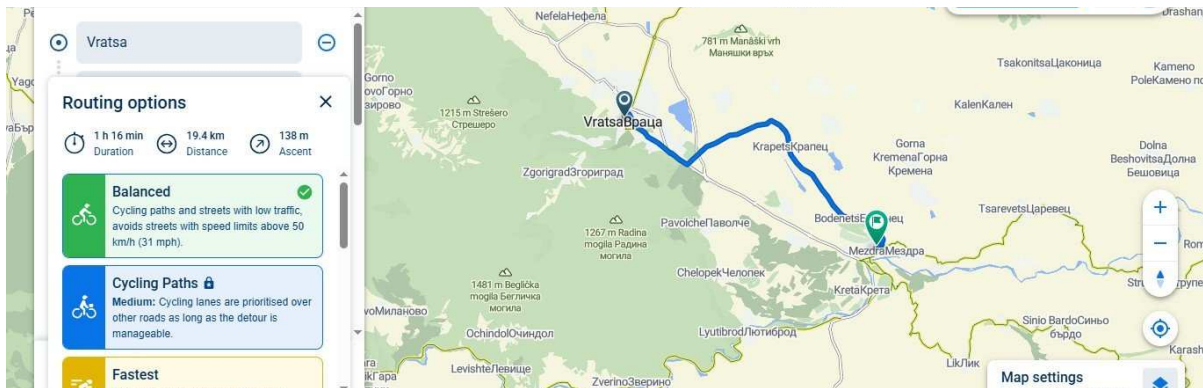 Vratsa
Routing options
1 h 16 min
Duration
19.4 km
Distance
138 m
Ascent
Balanced
Cycling paths and streets with low traffic,
avoids streets with speed limits above 50
km/h (31 mph).
Cycling Paths
Medium: Cycling lanes are prioritised over
other roads as long as the detour is
manageable.
Fastest
NefelaНефела
781 m Manâški vrh
Маняшки връх
TsakonitsaЦаконица
Kameno
PoleКамено по
Gorno
1215 m Strešero
Стрешеро
VratsaВраца
KalenКален
KrapetsКрапец
Gorna
KremenaГорна
Кремена
Dolna
BeshovitsaДолна
Бешовица
ZgorigradЗгориград
1267 m Radina
mogila Радина
могила
PavolcheПаволче
TsarevetsЦаревец
MezdraМездра
ChelopekЧелопек
1481 m Beglička
mogila Бегличка
могила
KretaКрета
OchindolОчиндол
LyutibrodЛютиброд
Sinio BardoСиньо
бърдо
LevishteЛевище
ZverinoЗверино
LikЛик
Karash
Map settings